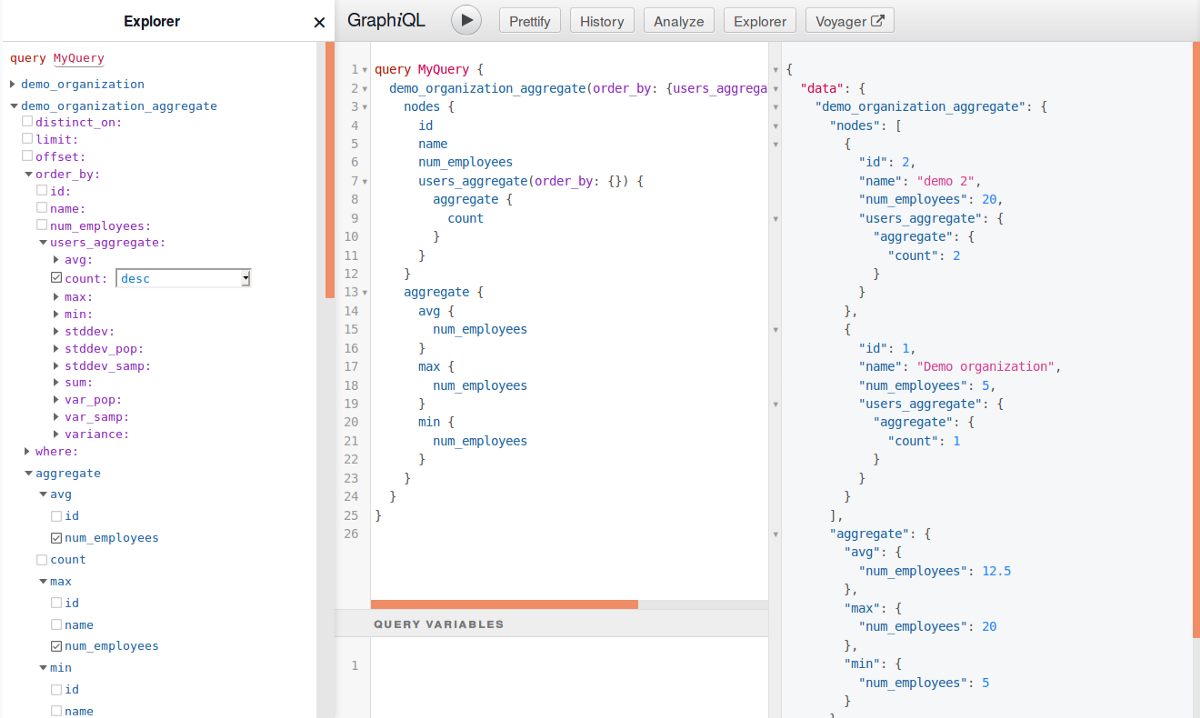 Explorer ×
query MyQuery
demo_organization
demo_organization_aggregate
distinct_on:
limit:
offset:
order_by:
id:
name:
num_employees:
users_aggregate:
avg:
count: desc
max:
min:
stddev:
stddev_pop:
stddev_samp:
sum:
var_pop:
var_samp:
variance:
where:
aggregate
avg
id
num_employees
count
max
id
name
num_employees
min
id
name
GraphiQL Prettify History Analyze Explorer Voyager
1 query MyQuery {
2 demo_organization_aggregate(order_by: {users_aggrega
3 nodes {
4 id
5 name
6 num_employees
7 users_aggregate(order_by: {}) {
8 aggregate {
9 count
10 }
11 }
12 }
13 aggregate {
14 avg {
15 num_employees
16 }
17 max {
18 num_employees
19 }
20 min {
21 num_employees
22 }
23 }
24 }
25 }
26
QUERY VARIABLES
1
{
"data": {
"demo_organization_aggregate": {
"nodes": [
{
"id": 2,
"name": "demo 2",
"num_employees": 20,
"users_aggregate": {
"aggregate": {
"count": 2
}
}
},
{
"id": 1,
"name": "Demo organization",
"num_employees": 5,
"users_aggregate": {
"aggregate": {
"count": 1
}
}
}
],
"aggregate": {
"avg": {
"num_employees": 12.5
},
"max": {
"num_employees": 20
},
"min": {
"num_employees": 5
}
}